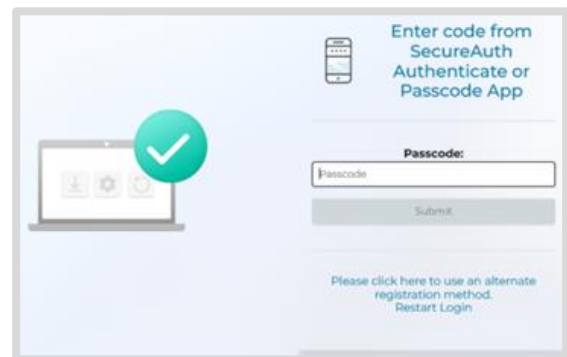 Enter code from
SecureAuth
Authenticate or
Passcode App
Passcode:
Passcode
Submit
Please click here to use an alternate
registration method.
Restart Login